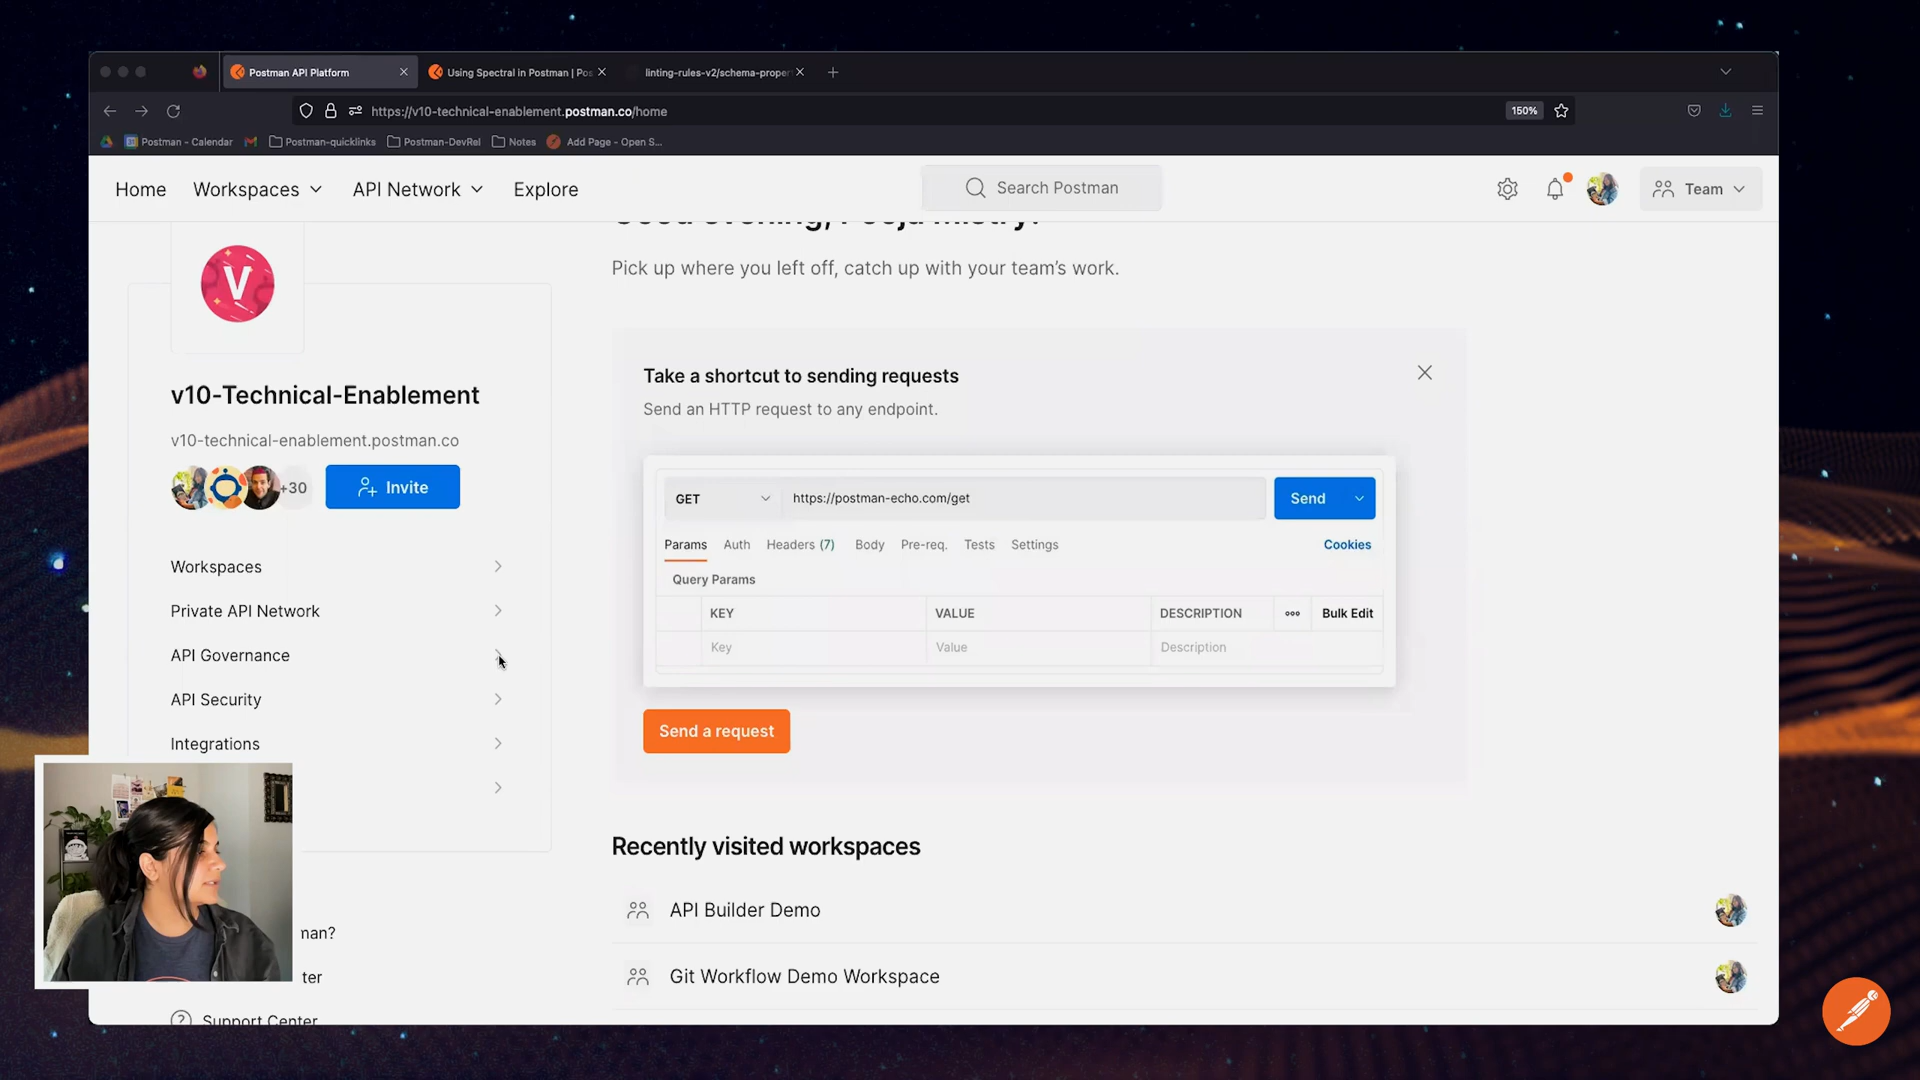 Postman API Platform
Using Spectral in Postman | Pos
linting-rules-v2/schema-proper
https://v10-technical-enablement.postman.co/home
150%
Postman - Calendar
Postman-quicklinks
Postman-DevRel
Notes
Add Page - Open S...
Home
Workspaces
API Network
Explore
Search Postman
Team
Good evening, Pooja Mistry!
Pick up where you left off, catch up with your team's work.
V
v10-Technical-Enablement
v10-technical-enablement.postman.co
+30
Invite
Workspaces
Private API Network
API Governance
API Security
Integrations
man?
ter
Support Center
Take a shortcut to sending requests
Send an HTTP request to any endpoint.
GET
https://postman-echo.com/get
Send
Params
Auth
Headers (7)
Body
Pre-req.
Tests
Settings
Cookies
Query Params
KEY
VALUE
DESCRIPTION
Bulk Edit
Key
Value
Description
Send a request
Recently visited workspaces
API Builder Demo
Git Workflow Demo Workspace